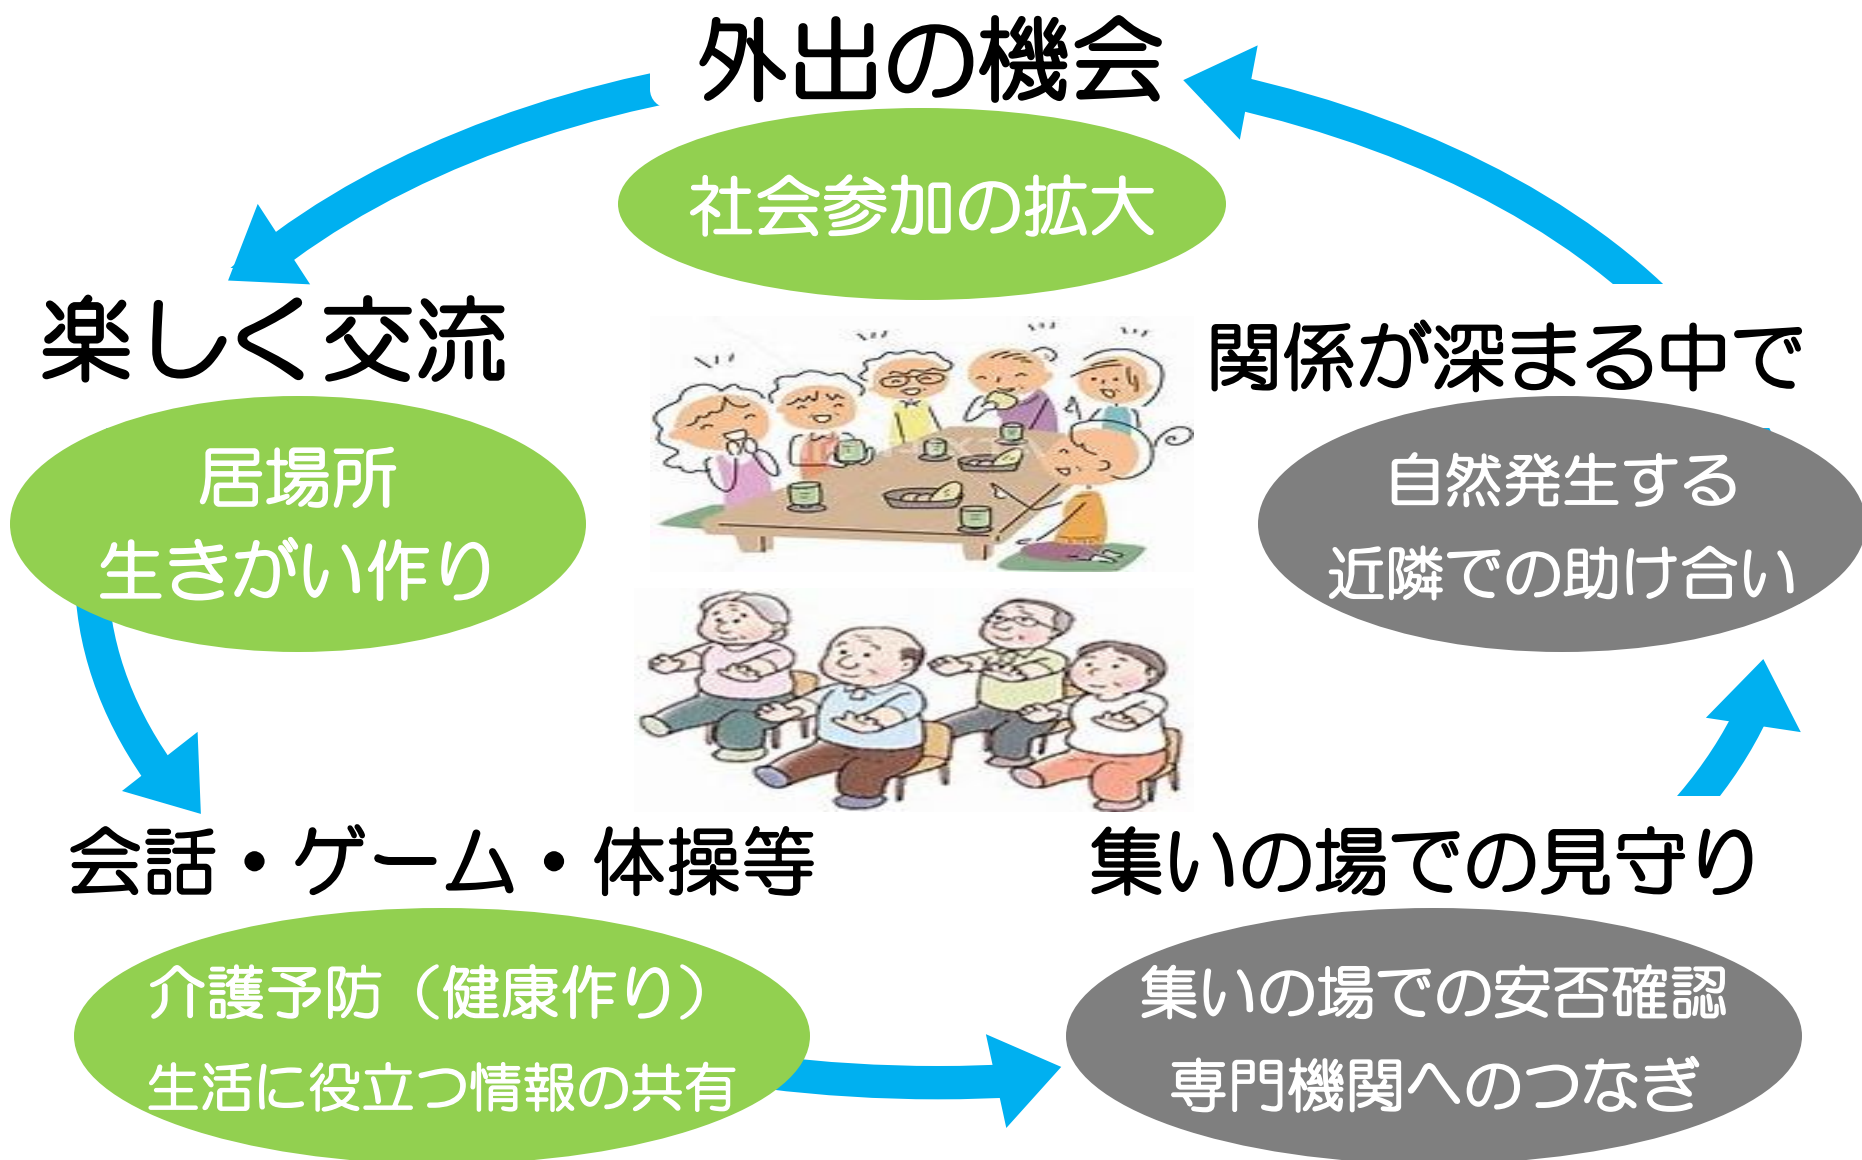 外出の機会
社会参加の拡大
楽しく交流
居場所
生きがい作り
会話・ゲーム・体操等
介護予防（健康作り）
生活に役立つ情報の共有
集いの場での見守り
集いの場での安否確認
専門機関へのつなぎ
関係が深まる中で
自然発生する
近隣での助け合い